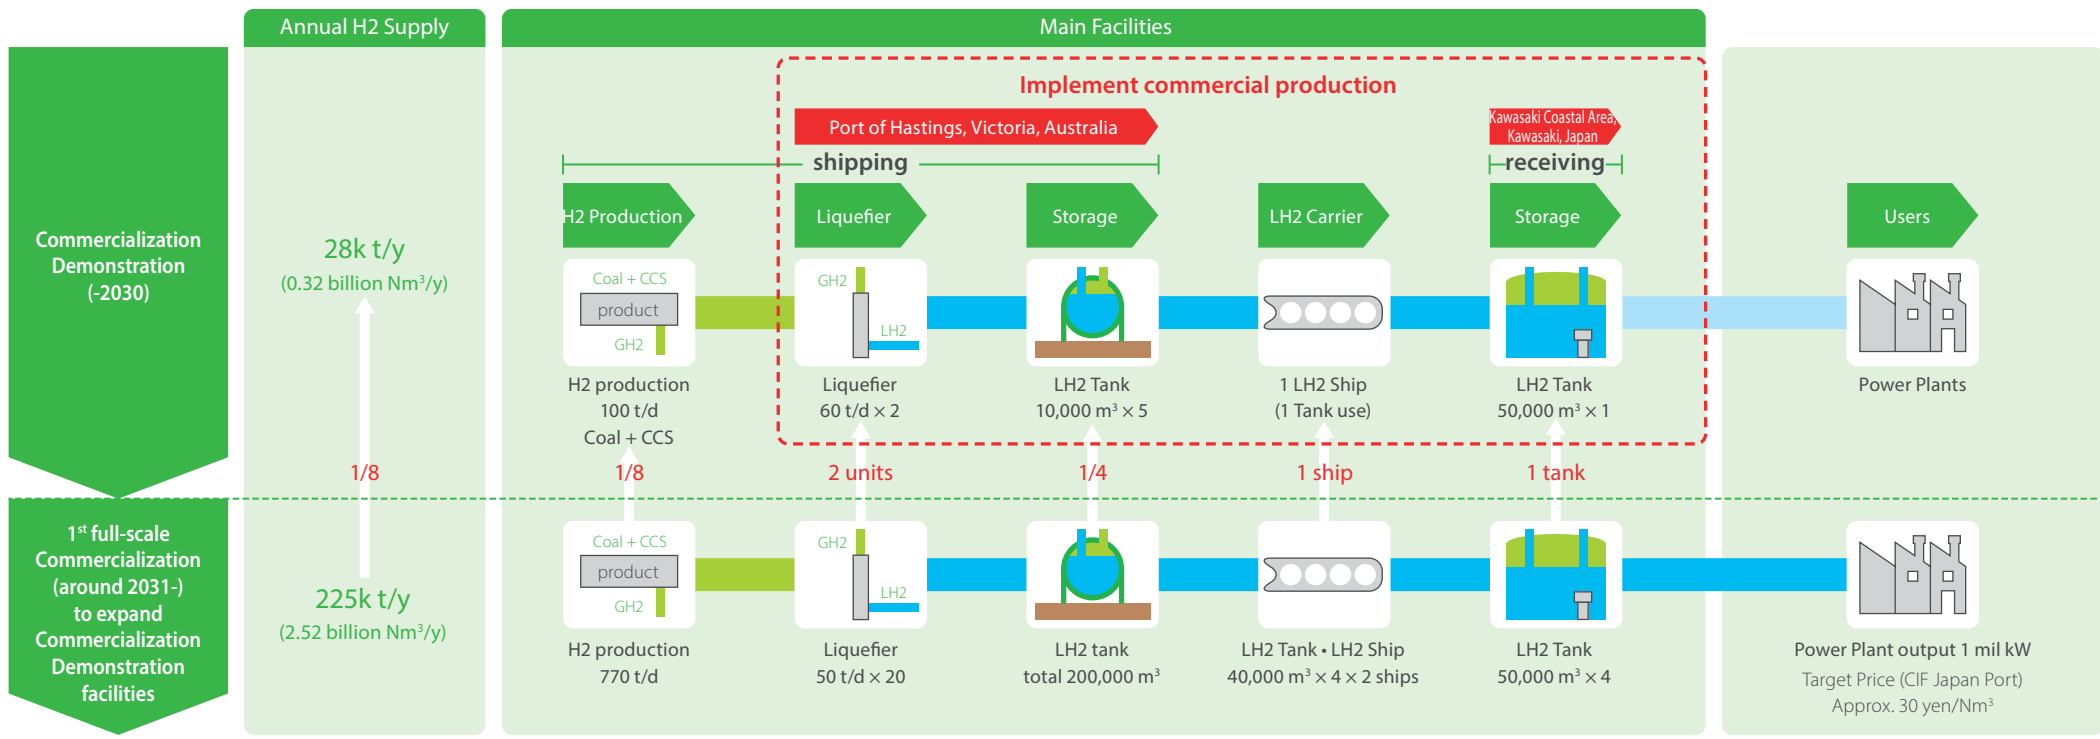 Annual H2 Supply
Main Facilities
Implement commercial production
Port of Hastings, Victoria, Australia
Kawasaki Coastal Area,
Kawasaki, Japan
shipping
receiving
H2 Production
Liquefier
Storage
LH2 Carrier
Storage
Users
Commercialization
Demonstration
(-2030)
28k t/y
(0.32 billion Nm³/y)
Coal + CCS
product
GH2
GH2
LH2
H2 production
100 t/d
Coal + CCS
Liquefier
60 t/d × 2
LH2 Tank
10,000 m³ × 5
1 LH2 Ship
(1 Tank use)
LH2 Tank
50,000 m³ × 1
Power Plants
1/8
1/8
2 units
1/4
1 ship
1 tank
1st full-scale
Commercialization
(around 2031-)
to expand
Commercialization
Demonstration
facilities
225k t/y
(2.52 billion Nm³/y)
Coal + CCS
product
GH2
GH2
LH2
H2 production
770 t/d
Liquefier
50 t/d × 20
LH2 tank
total 200,000 m³
LH2 Tank • LH2 Ship
40,000 m³ × 4 × 2 ships
LH2 Tank
50,000 m³ × 4
Power Plant output 1 mil kW
Target Price (CIF Japan Port)
Approx. 30 yen/Nm³